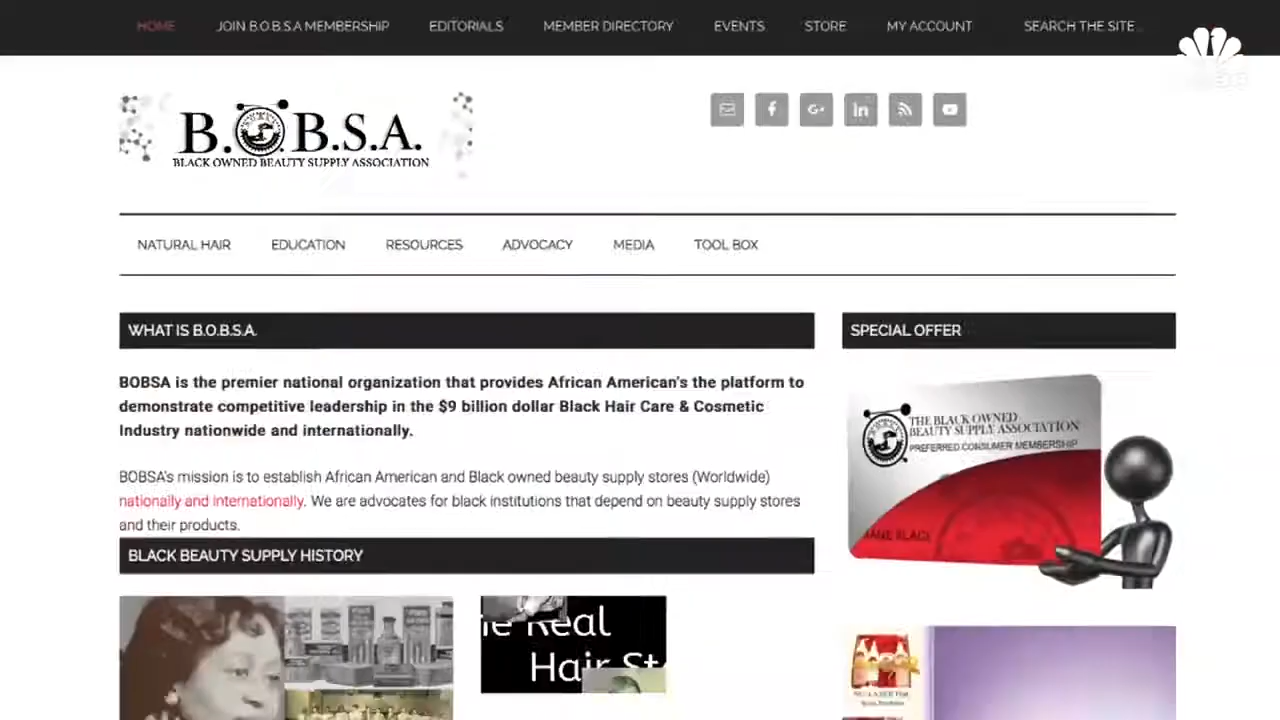 HOME JOIN B.O.B.S.A MEMBERSHIP EDITORIALS MEMBER DIRECTORY EVENTS STORE MY ACCOUNT SEARCH THE SITE
B.O.B.S.A.
BLACK OWNED BEAUTY SUPPLY ASSOCIATION
G+ in
NATURAL HAIR EDUCATION RESOURCES ADVOCACY MEDIA TOOL BOX
WHAT IS B.O.B.S.A.
BOBSA is the premier national organization that provides African American's the platform to
demonstrate competitive leadership in the $9 billion dollar Black Hair Care & Cosmetic
Industry nationwide and internationally.
BOBSA's mission is to establish African American and Black owned beauty supply stores (Worldwide)
nationally and internationally. We are advocates for black institutions that depend on beauty supply stores
and their products.
BLACK BEAUTY SUPPLY HISTORY
Real
Hair
SPECIAL OFFER
THE BLACK OWNED
BEAUTY SUPPLY ASSOCIATION
PREFERRED CONSUMER MEMBERSHIP